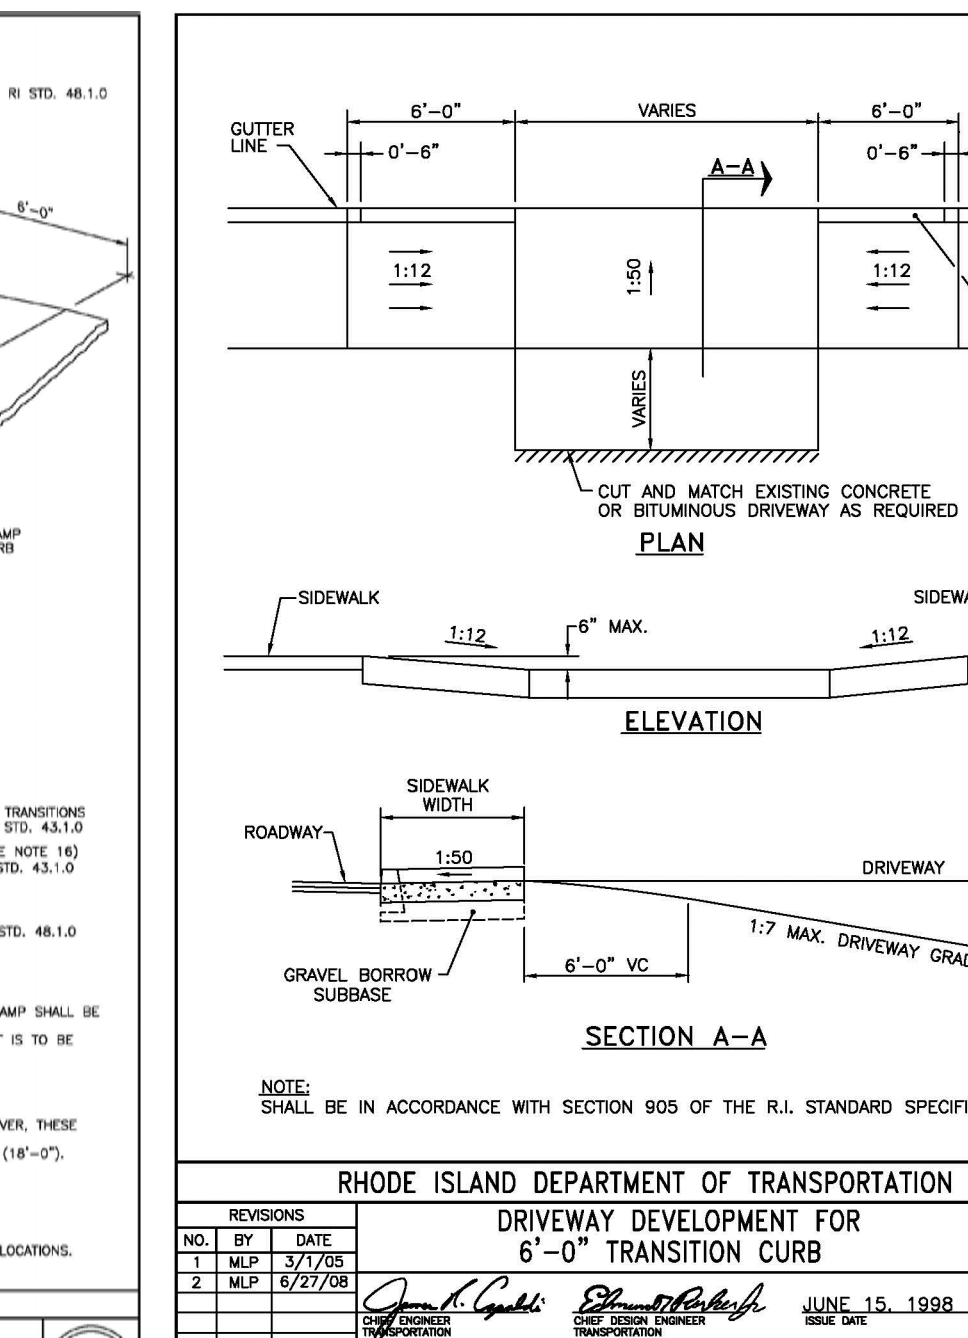 RI STD. 48.1.0
6'-0"
TRANSITIONS
STD. 43.1.0
NOTE 16)
STD. 43.1.0
STD. 48.1.0
SHALL BE
IS TO BE
THESE
(18'-0").
LOCATIONS.
6'-0"
VARIES
6'-0"
GUTTER
LINE
0'-6"
A-A
0'-6"
1:12
1:50
1:12
VARIES
CUT AND MATCH EXISTING CONCRETE
OR BITUMINOUS DRIVEWAY AS REQUIRED
PLAN
SIDEWALK
1:12
6" MAX.
1:12
ELEVATION
SIDEWALK
WIDTH
ROADWAY
1:50
DRIVEWAY
1:7 MAX. DRIVEWAY
6'-0" VC
GRAVEL BORROW
SUBBASE
SECTION A-A
NOTE:
SHALL BE IN ACCORDANCE WITH SECTION 905 OF THE R.I. STANDARD
RHODE ISLAND DEPARTMENT OF TRANSPORTATION
REVISIONS
NO. BY DATE
1 MLP 3/1/05
2 MLP 6/27/08
DRIVEWAY DEVELOPMENT FOR
6'-0" TRANSITION CURB
CHIEF ENGINEER
TRANSPORTATION
CHIEF DESIGN ENGINEER
TRANSPORTATION
JUNE 15, 1998
ISSUE DATE